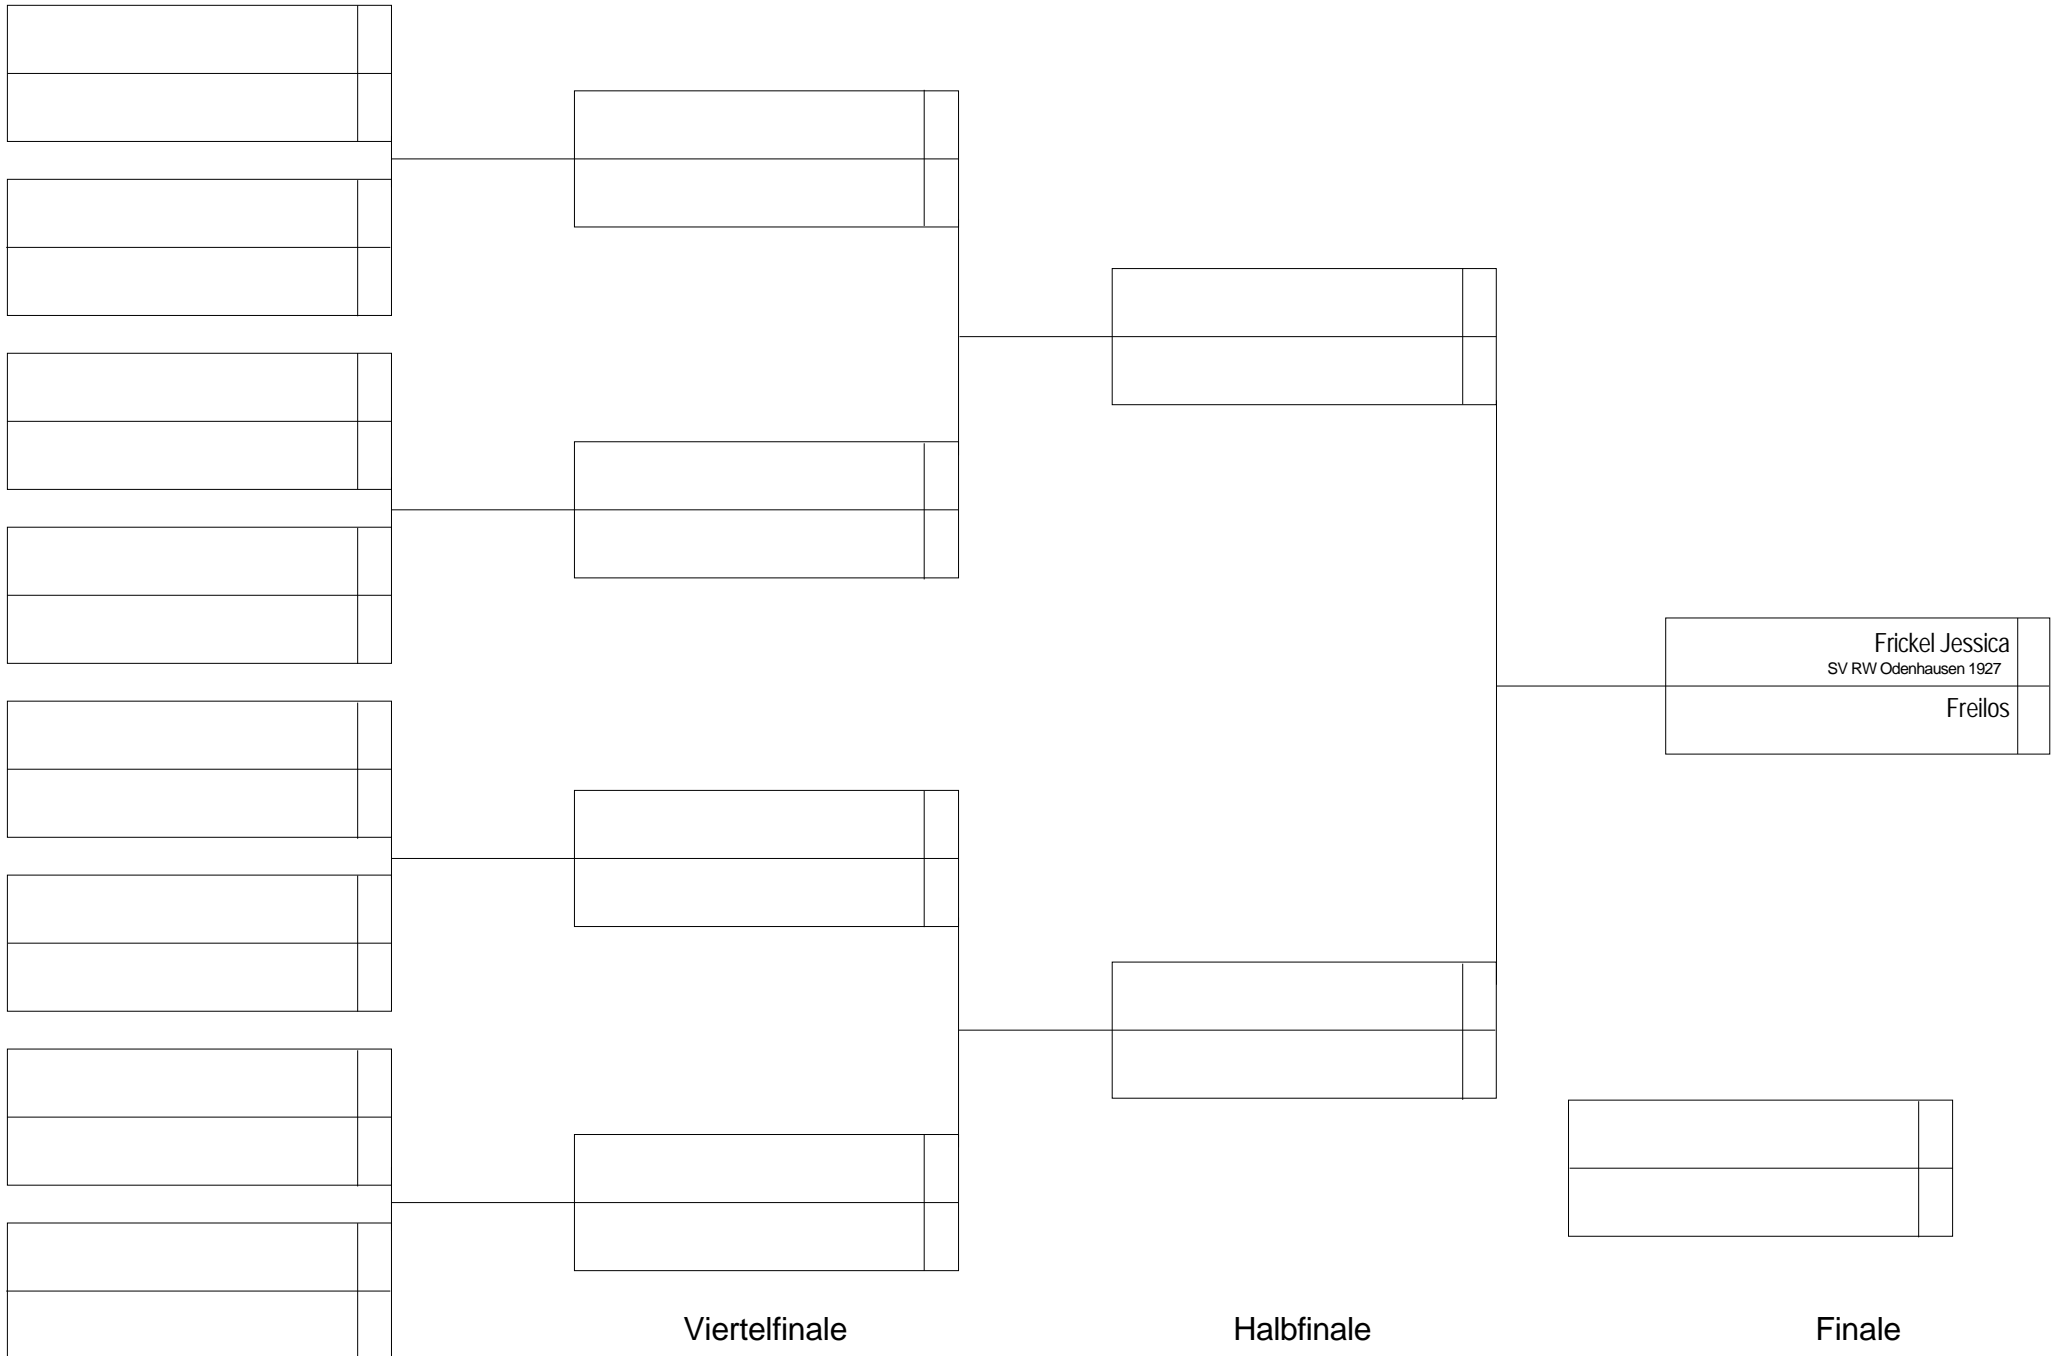 Frickel Jessica
SV RW Odenhausen 1927
Freilos
Viertelfinale
Halbfinale
Finale